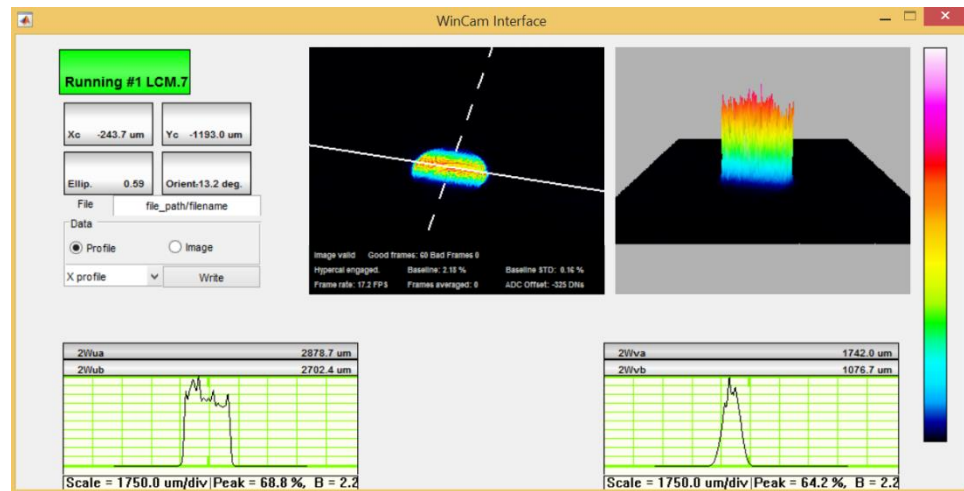 WinCam Interface
Running #1 LCM.7
Xc -243.7 um
Yc -1193.0 um
Ellip. 0.59
Orient-13.2 deg.
File
file_path/filename
Data
Profile
Image
X profile
Write
Image valid Good frames: 60 Bad Frames 0
Hypercal engaged. Baseline: 2.18 % Baseline STD: 0.16 %
Frame rate: 17.2 FPS Frames averaged: 0 ADC Offset: -325 DNs
2Wua 2878.7 um
2Wub 2702.4 um
Scale = 1750.0 um/div|Peak = 68.8 %, B = 2.2
2Wva 1742.0 um
2Wvb 1076.7 um
Scale = 1750.0 um/div|Peak = 64.2 %, B = 2.2